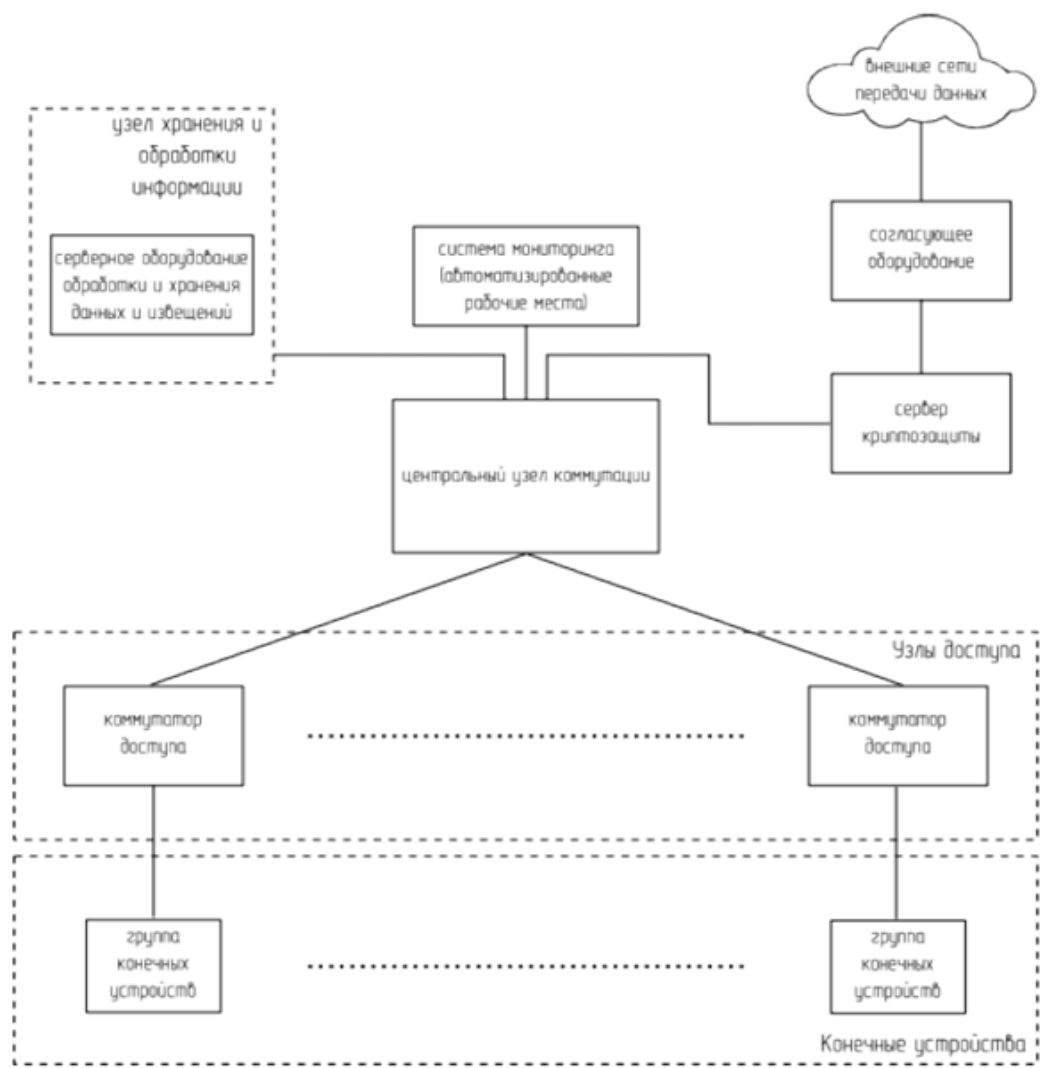 внешние сети
передачи данных
узел хранения и
обработки
информации
серверное оборудование
обработки и хранения
данных и извещений
система мониторинга
(автоматизированные
рабочие места)
согласующее
оборудование
сервер
криптозащиты
центральный узел коммутации
Узлы доступа
коммутатор
доступа
коммутатор
доступа
группа
конечных
устройств
группа
конечных
устройств
Конечные устройства